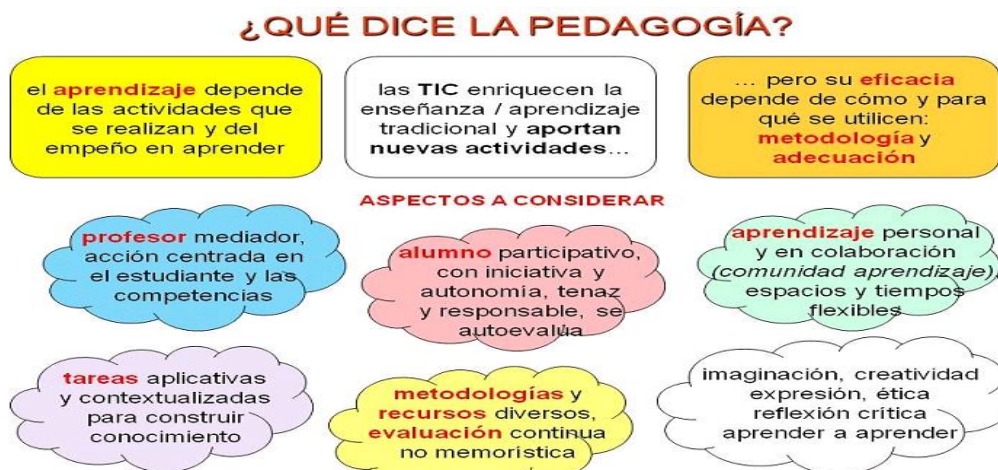 ¿QUÉ DICE LA PEDAGOGÍA?
el aprendizaje depende
de las actividades que
se realizan y del
empeño en aprender
las TIC enriquecen la
enseñanza / aprendizaje
tradicional y aportan
nuevas actividades...
... pero su eficacia
depende de cómo y para
qué se utilicen:
metodología y
adecuación
ASPECTOS A CONSIDERAR
profesor mediador,
acción centrada en
el estudiante y las
competencias
alumno participativo,
con iniciativa y
autonomía, tenaz
y responsable, se
autoevalúa
aprendizaje personal
y en colaboración
(comunidad aprendizaje),
espacios y tiempos
flexibles
tareas aplicativas
y contextualizadas
para construir
conocimiento
metodologías y
recursos diversos,
evaluación continua
no memorística
imaginación, creatividad
expresión, ética
reflexión crítica
aprender a aprender